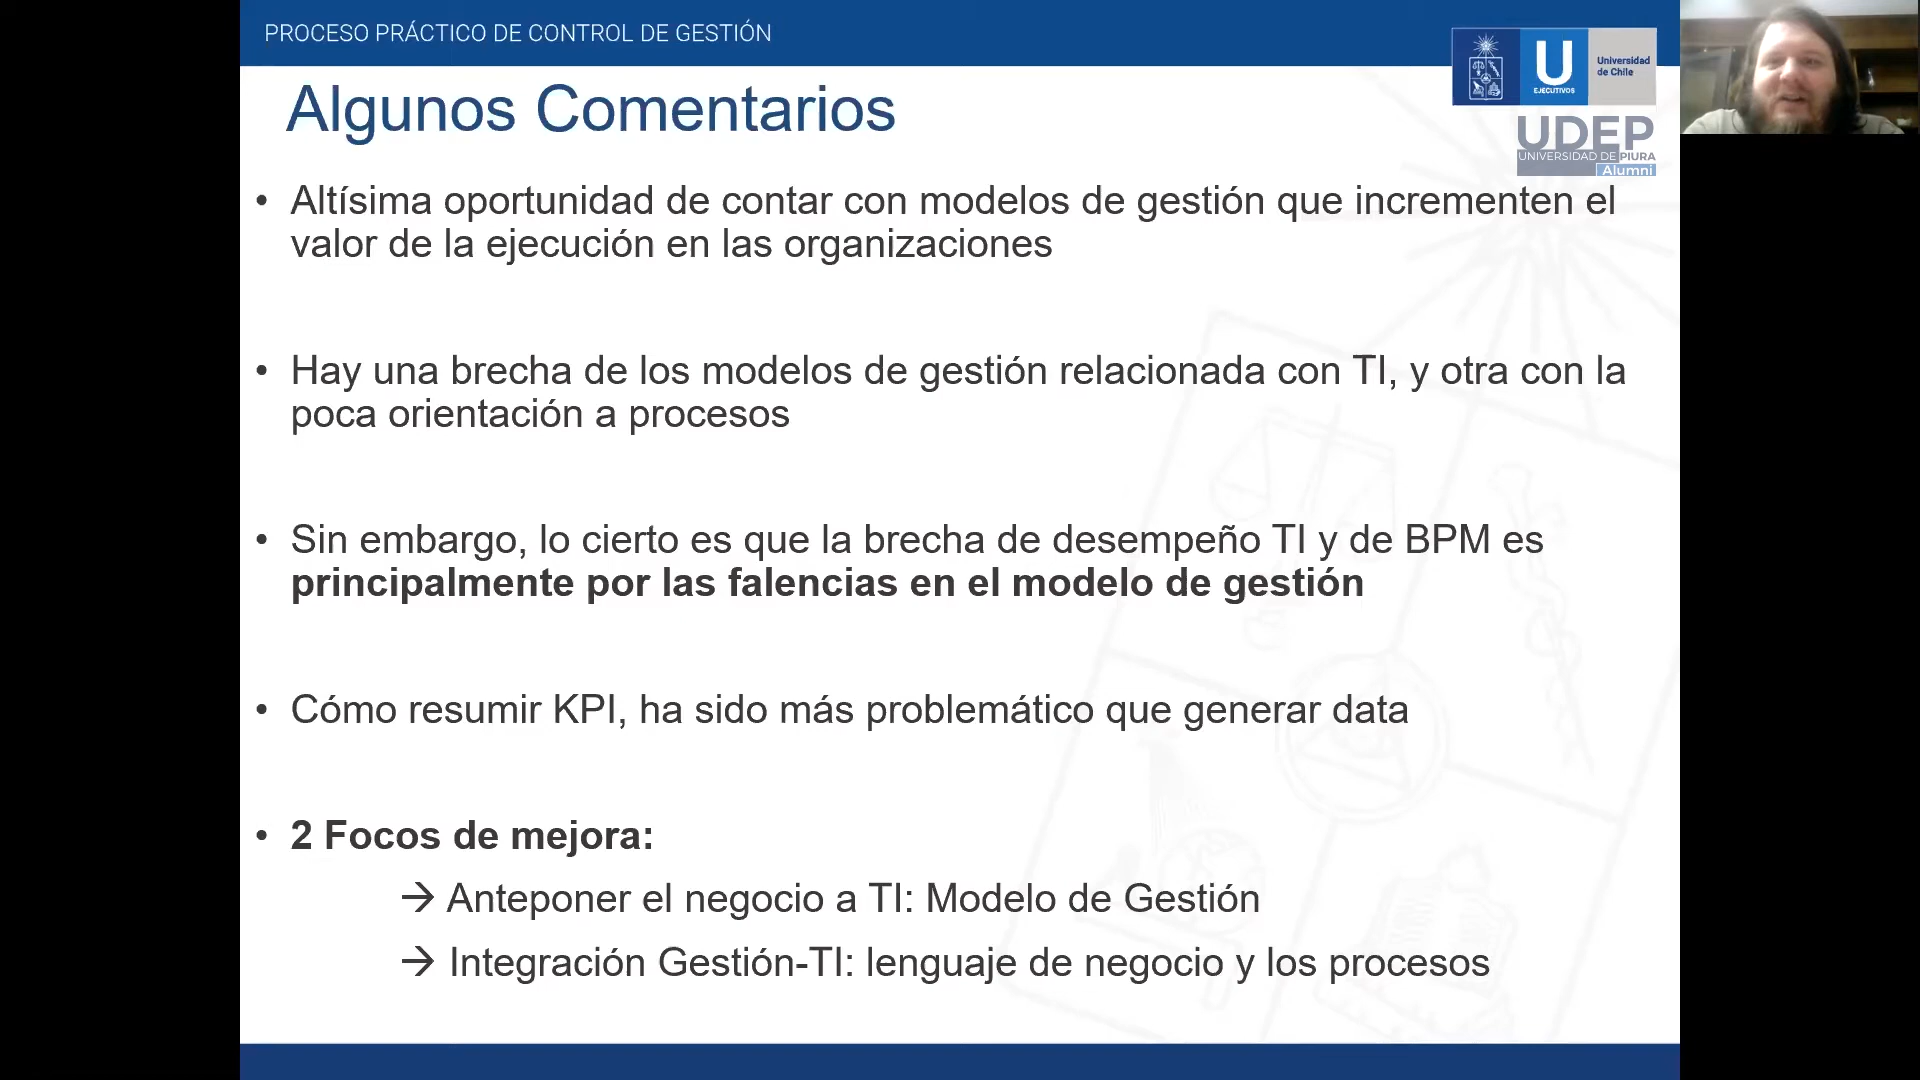 PROCESO PRÁCTICO DE CONTROL DE GESTIÓN
U
EJECUTIVOS
Universidad
de Chile
Algunos Comentarios
UDEP
UNIVERSIDAD DE PIURA
Alumni
• Altísima oportunidad de contar con modelos de gestión que incrementen el
valor de la ejecución en las organizaciones
• Hay una brecha de los modelos de gestión relacionada con TI, y otra con la
poca orientación a procesos
• Sin embargo, lo cierto es que la brecha de desempeño TI y de BPM es
principalmente por las falencias en el modelo de gestión
• Cómo resumir KPI, ha sido más problemático que generar data
• 2 Focos de mejora:
→ Anteponer el negocio a TI: Modelo de Gestión
→ Integración Gestión-TI: lenguaje de negocio y los procesos